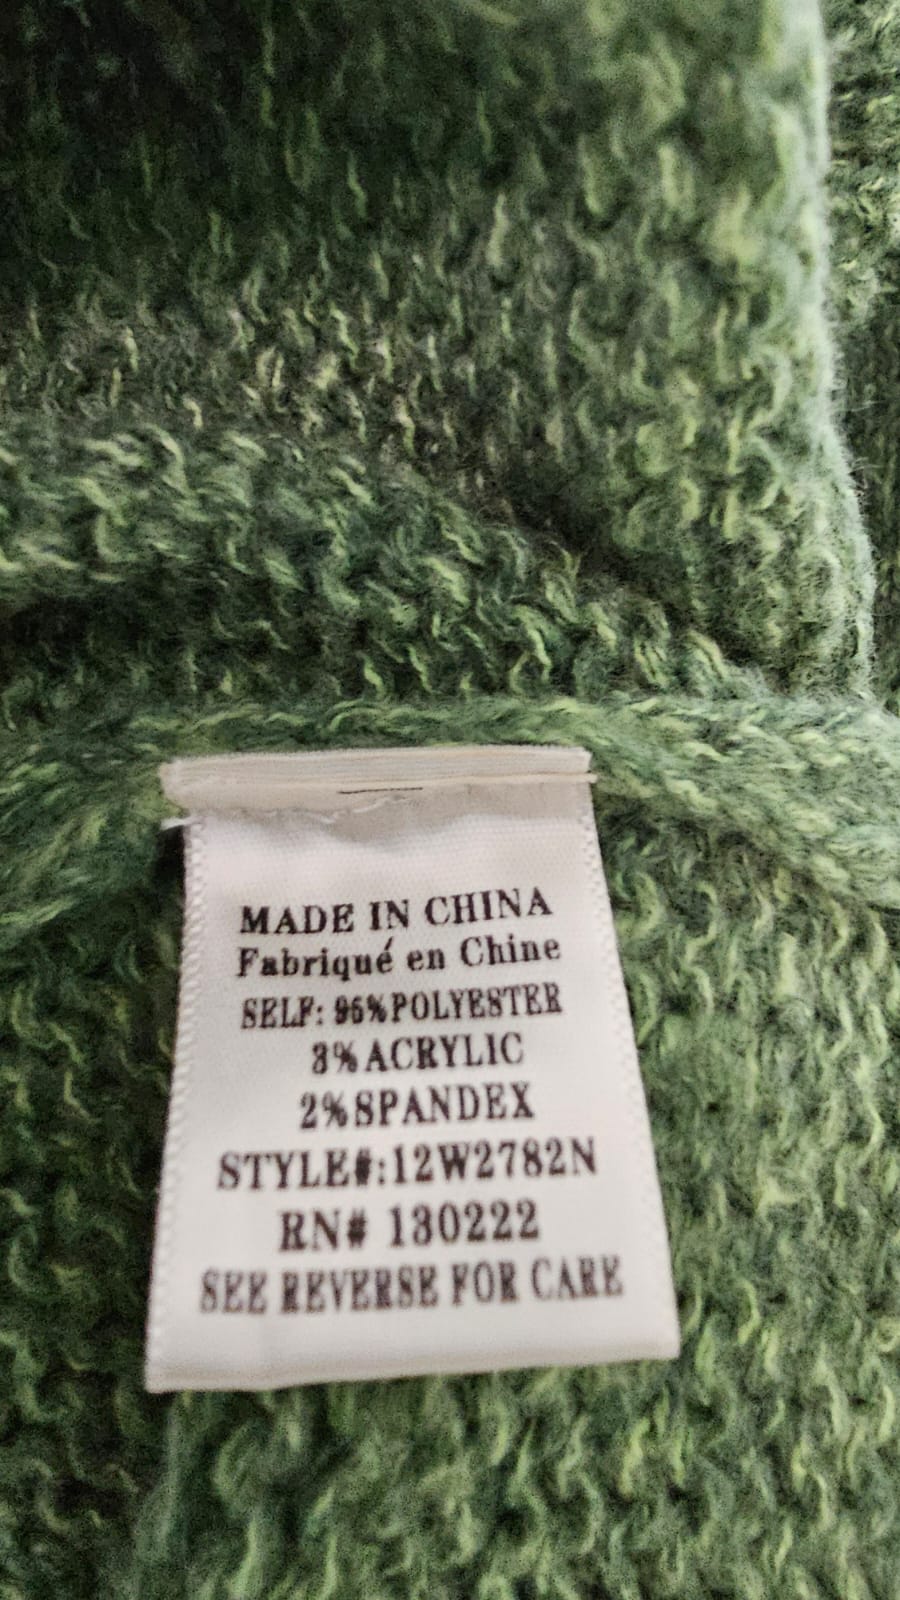 MADE IN CHINA
Fabriqué en Chine
SELF: 95%POLYESTER
3%ACRYLIC
2%SPANDEX
STYLE#:12W2782N
RN# 130222
SEE REVERSE FOR CARE